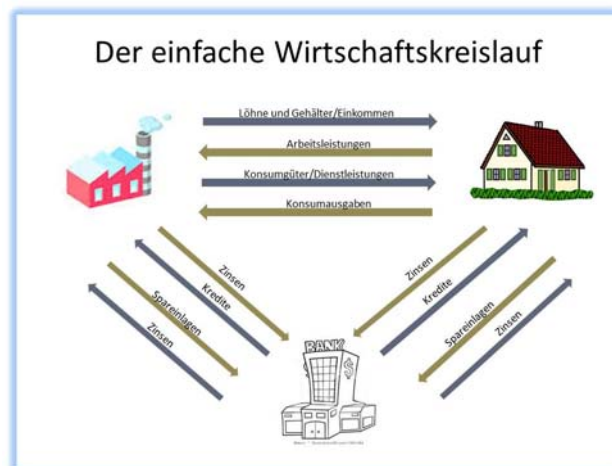 Der einfache Wirtschaftskreislauf
Löhne und Gehälter/Einkommen
Arbeitsleistungen
Konsumgüter/Dienstleistungen
Konsumausgaben
Zinsen
Kredite
Spareinlagen
Zinsen
Zinsen
Kredite
Spareinlagen
Zinsen
BANK